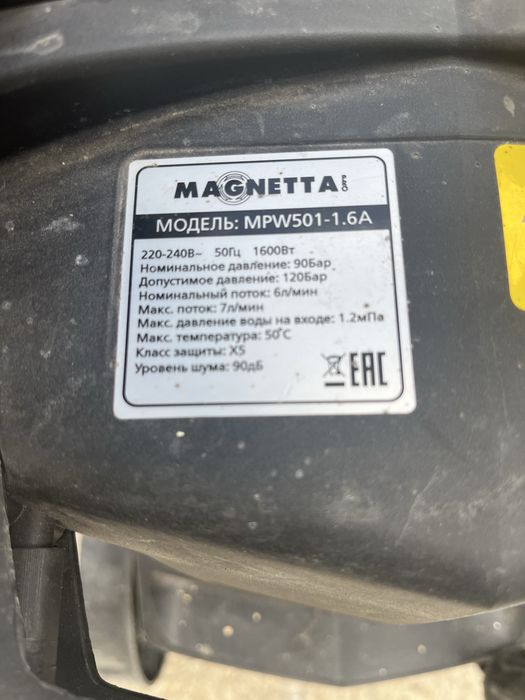 MAGNETTA PRO
МОДЕЛЬ: MPW501-1.6A
220-240В~ 50Гц 1600Вт
Номинальное давление: 90Бар
Допустимое давление: 120Бар
Номинальный поток: 6л/мин
Макс. поток: 7л/мин
Макс. давление воды на входе: 1.2мПа
Макс. температура: 50°С
Класс защиты: X5
Уровень шума: 90дБ
EAC